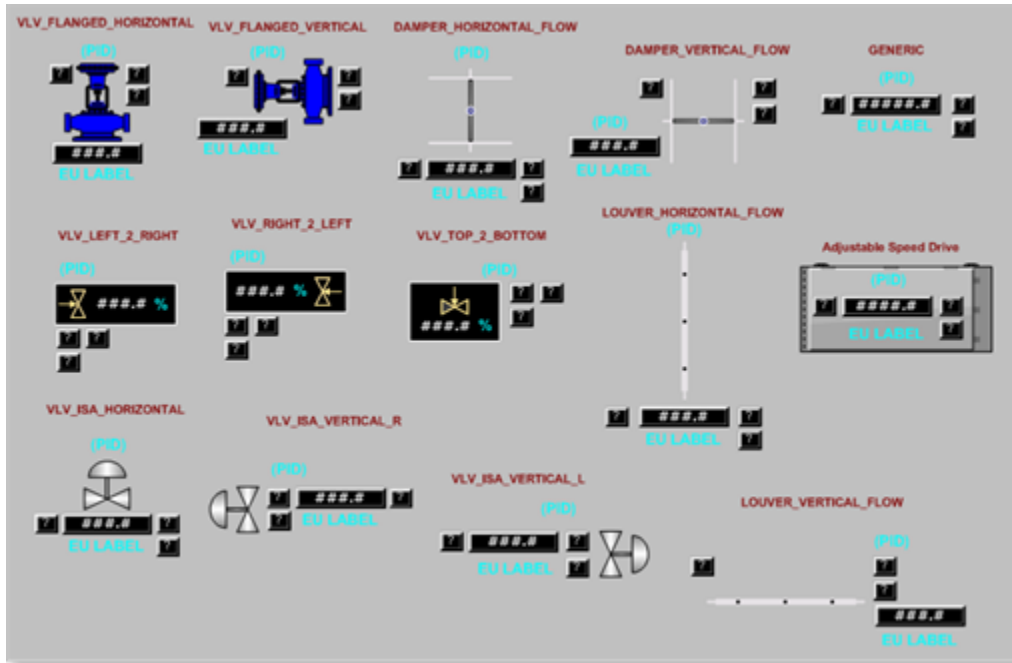 VLV_FLANGED_HORIZONTAL
(PID)
?
?
?
###.#
EU LABEL
VLV_FLANGED_VERTICAL
(PID)
?
?
?
###.#
EU LABEL
DAMPER_HORIZONTAL_FLOW
(PID)
?
###.#
?
?
EU LABEL
DAMPER_VERTICAL_FLOW
?
?
?
(PID)
###.#
EU LABEL
GENERIC
(PID)
?
#####.#
?
?
EU LABEL
VLV_LEFT_2_RIGHT
(PID)
###.# %
?
?
?
VLV_RIGHT_2_LEFT
(PID)
###.# %
?
?
?
VLV_TOP_2_BOTTOM
(PID)
?
?
?
###.# %
LOUVER_HORIZONTAL_FLOW
(PID)
?
###.#
?
?
EU LABEL
Adjustable Speed Drive
(PID)
?
####.#
?
?
EU LABEL
VLV_ISA_HORIZONTAL
(PID)
?
###.#
?
?
EU LABEL
VLV_ISA_VERTICAL_R
(PID)
?
###.#
?
?
EU LABEL
VLV_ISA_VERTICAL_L
(PID)
?
###.#
?
EU LABEL
?
LOUVER_VERTICAL_FLOW
(PID)
?
?
?
###.#
EU LABEL